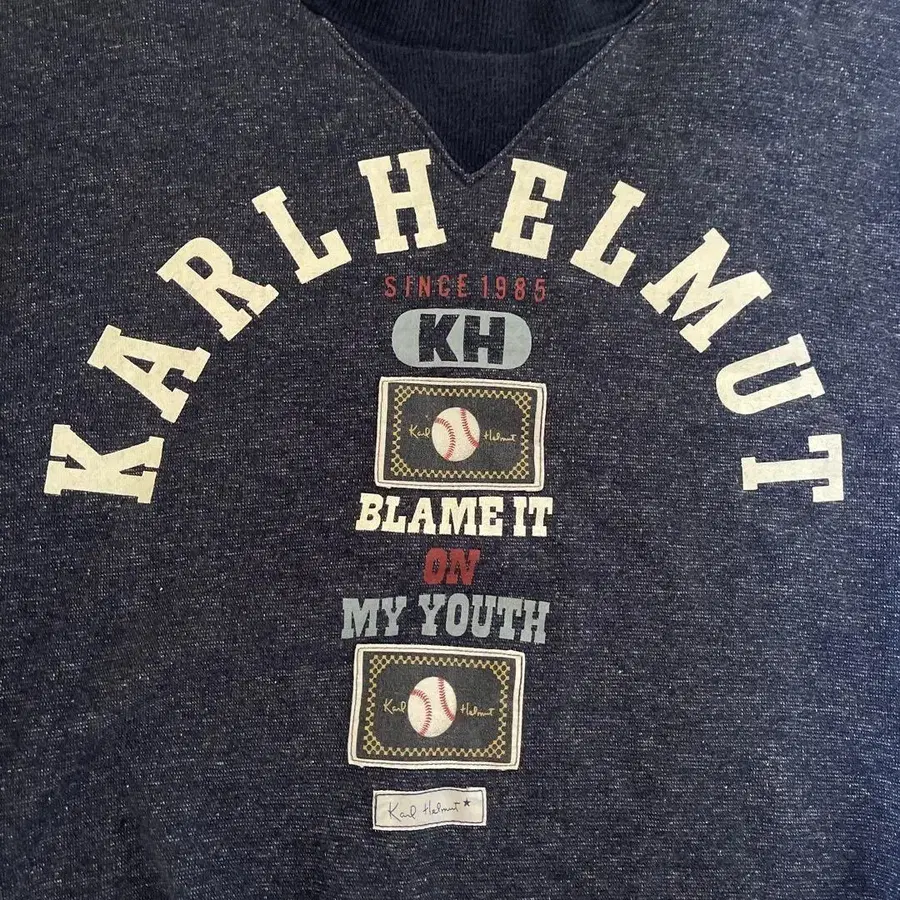 KARLHELMUT
SINCE 1985
KH
Karl Helmut
BLAME IT
ON
MY YOUTH
Karl Helmut
Karl Helmut★